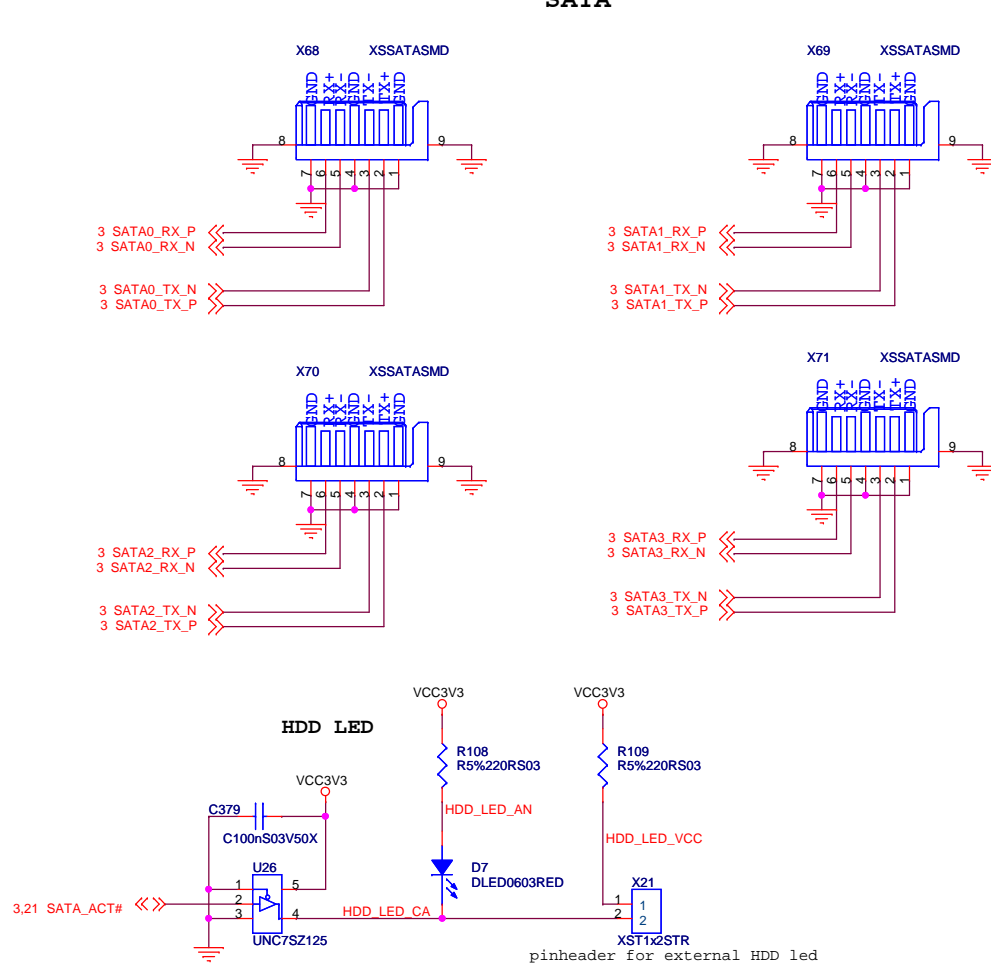 SATA
X68 XSSATASMD
GND RX+ RX- GND TX- TX+ GND
8 9
7 6 5 4 3 2 1
3 SATA0_RX_P
3 SATA0_RX_N
3 SATA0_TX_N
3 SATA0_TX_P
X69 XSSATASMD
GND RX+ RX- GND TX- TX+ GND
8 9
7 6 5 4 3 2 1
3 SATA1_RX_P
3 SATA1_RX_N
3 SATA1_TX_N
3 SATA1_TX_P
X70 XSSATASMD
GND RX+ RX- GND TX- TX+ GND
8 9
7 6 5 4 3 2 1
3 SATA2_RX_P
3 SATA2_RX_N
3 SATA2_TX_N
3 SATA2_TX_P
X71 XSSATASMD
GND RX+ RX- GND TX- TX+ GND
8 9
7 6 5 4 3 2 1
3 SATA3_RX_P
3 SATA3_RX_N
3 SATA3_TX_N
3 SATA3_TX_P
HDD LED
VCC3V3
C379
C100nS03V50X
U26
1 5
2
3 4
UNC7SZ125
3,21 SATA_ACT#
VCC3V3
R108
R5%220RS03
HDD_LED_AN
D7
DLED0603RED
HDD_LED_CA
VCC3V3
R109
R5%220RS03
HDD_LED_VCC
X21
1 1
2 2
XST1x2STR
pinheader for external HDD led